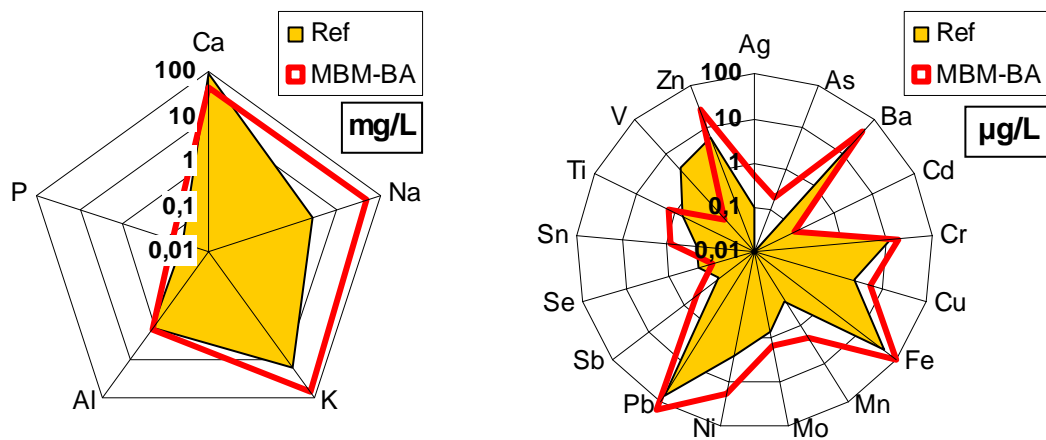 Ca
Ref
MBM-BA
mg/L
100
10
1
0,1
0,01
P
Na
Al
K
Ag
Ref
MBM-BA
µg/L
100
10
1
0,1
0,01
Zn
As
V
Ba
Ti
Cd
Sn
Cr
Se
Cu
Sb
Fe
Pb
Mn
Ni
Mo